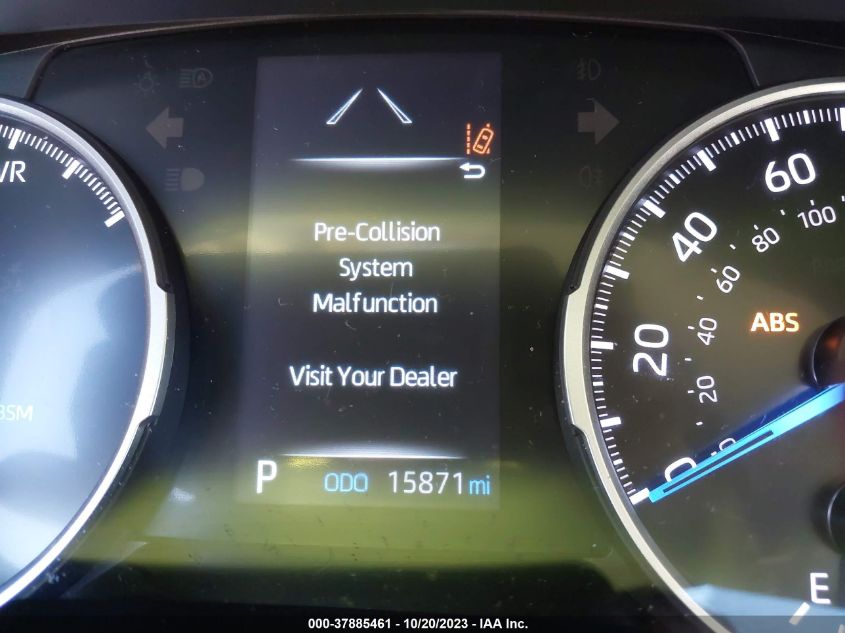 Pre-Collision
System
Malfunction
Visit Your Dealer
P ODO 15871 mi
BSM
60
100
40
80
60
ABS
20
40
20
0
E
000-37885461 - 10/20/2023 - IAA Inc.